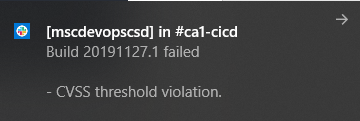 [mscdevopscsd] in #ca1-cicd
Build 20191127.1 failed
- CVSS threshold violation.